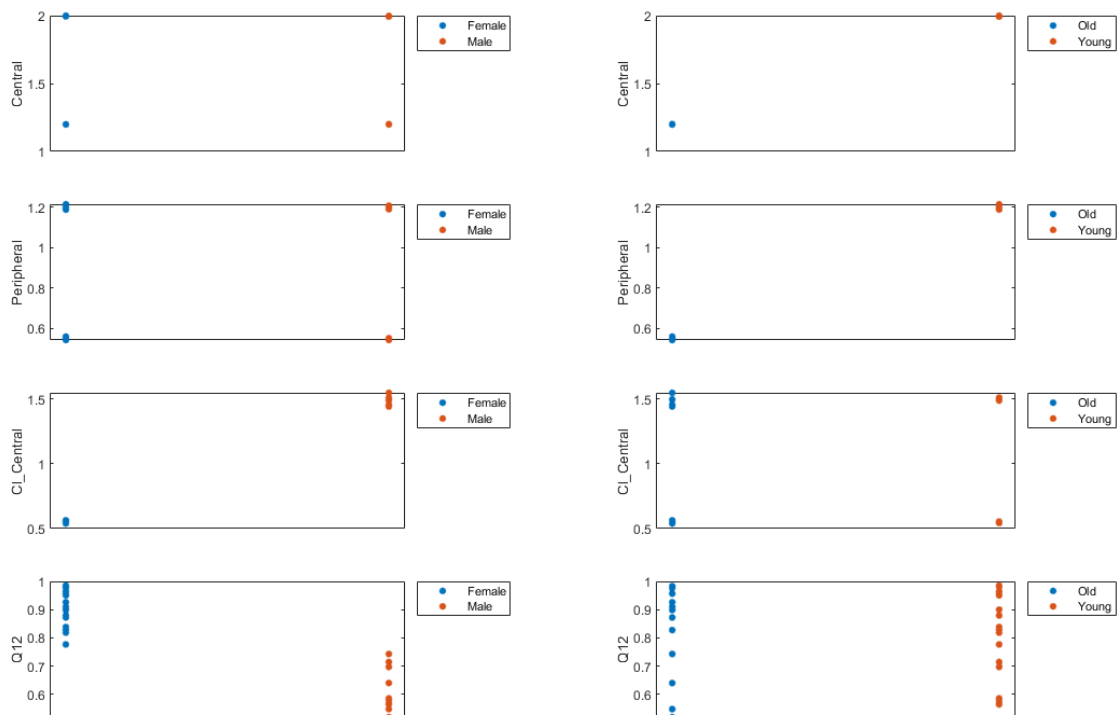 2
1.5
1
Central
Female
Male
2
1.5
1
Central
Old
Young
1.2
1
0.8
0.6
Peripheral
Female
Male
1.2
1
0.8
0.6
Peripheral
Old
Young
1.5
1
0.5
Cl_Central
Female
Male
1.5
1
0.5
Cl_Central
Old
Young
1
0.9
0.8
0.7
0.6
Q12
Female
Male
1
0.9
0.8
0.7
0.6
Q12
Old
Young